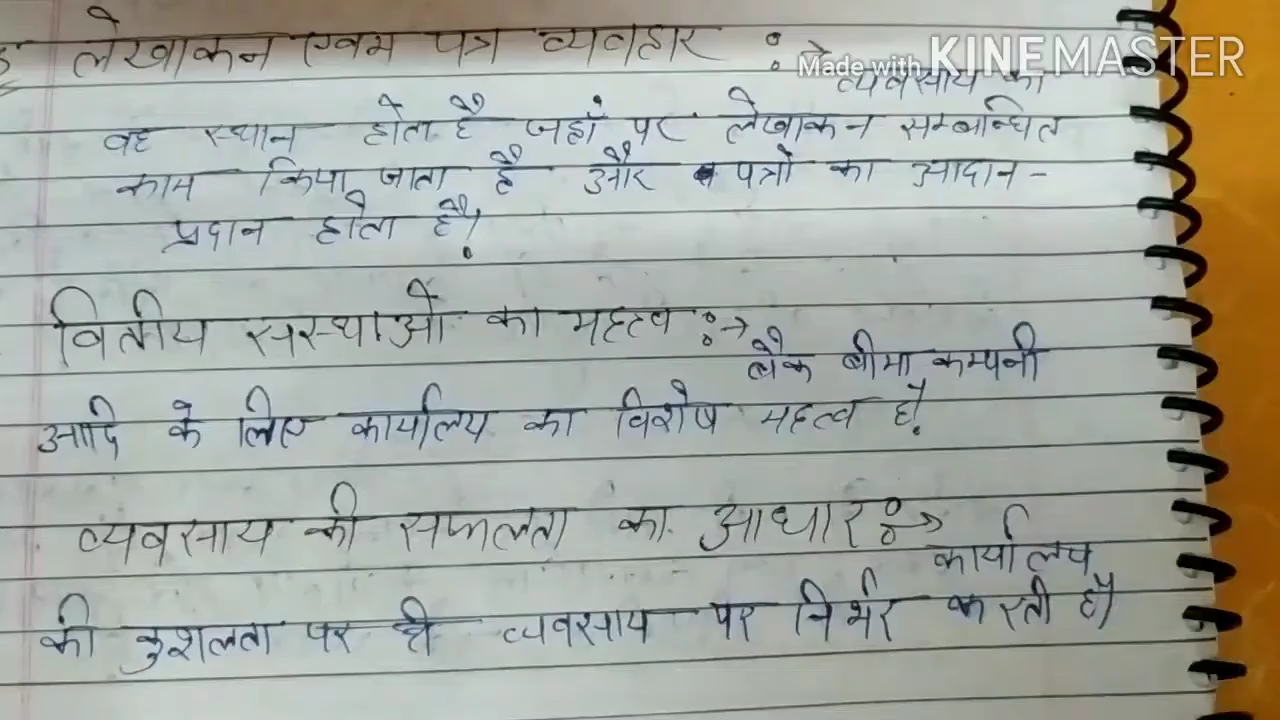 लेखाकन एवम पत्र व्यवहार :→
Made with KINEMASTER
व्यवसाय का
वह स्थान होता है जहाँ पर लेखाकन सम्बन्धित
काम किया जाता है और पत्रो का आदान-
प्रदान होता है।
वितीय सस्थाओं का महत्व :→
बैंक बीमा कम्पनी
आदि के लिए कार्यालय का विशेष महत्व है।
व्यवसाय की सफलता का आधार :→
कार्यालय
की कुशलता पर ही व्यवसाय पर निर्भर करती है।